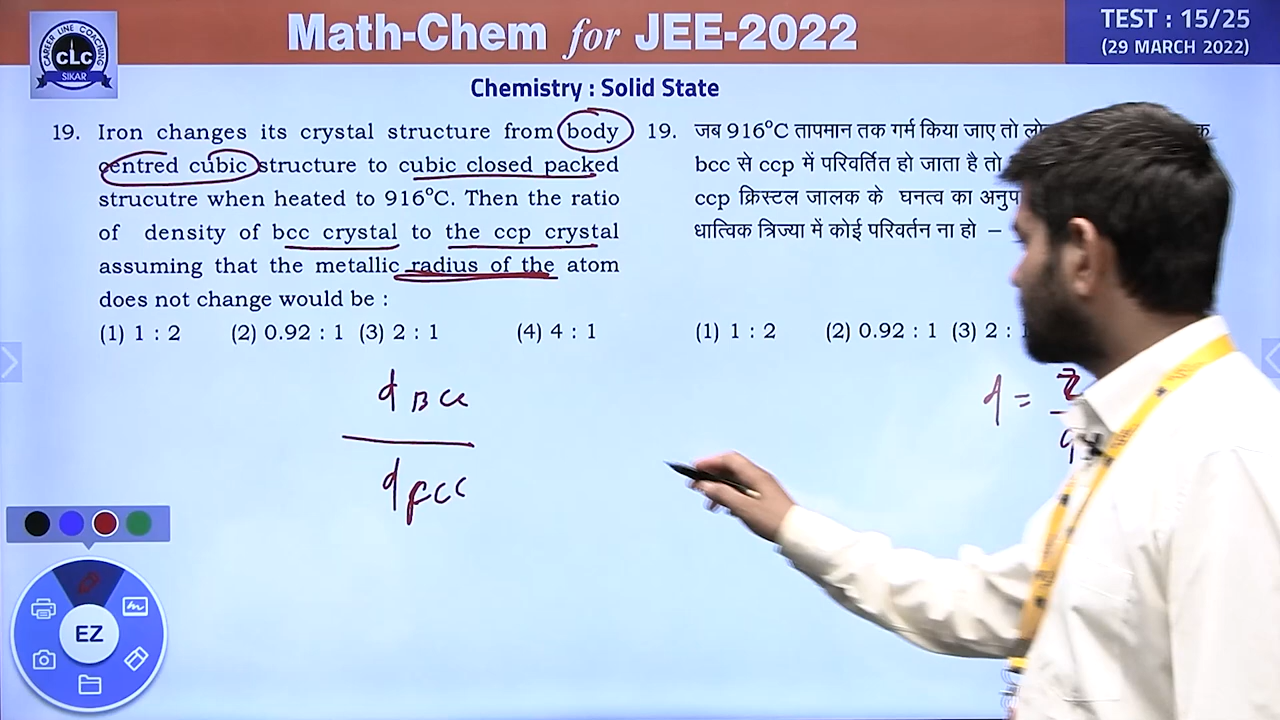 CAREER LINE COACHING
CLC
SIKAR
Math-Chem for JEE-2022
TEST : 15/25
(29 MARCH 2022)
Chemistry : Solid State
19. Iron changes its crystal structure from body
centred cubic structure to cubic closed packed
strucutre when heated to 916°C. Then the ratio
of density of bcc crystal to the ccp crystal
assuming that the metallic radius of the atom
does not change would be :
(1) 1 : 2 (2) 0.92 : 1 (3) 2 : 1 (4) 4 : 1
19. जब 916°C तापमान तक गर्म किया जाए तो
bcc से ccp में परिवर्तित हो जाता है तो
ccp क्रिस्टल जालक के घनत्व का
धात्विक त्रिज्या में कोई परिवर्तन ना हो –
(1) 1 : 2 (2) 0.92 : 1 (3) 2 :
d BCC
d FCC
d = Z
EZ